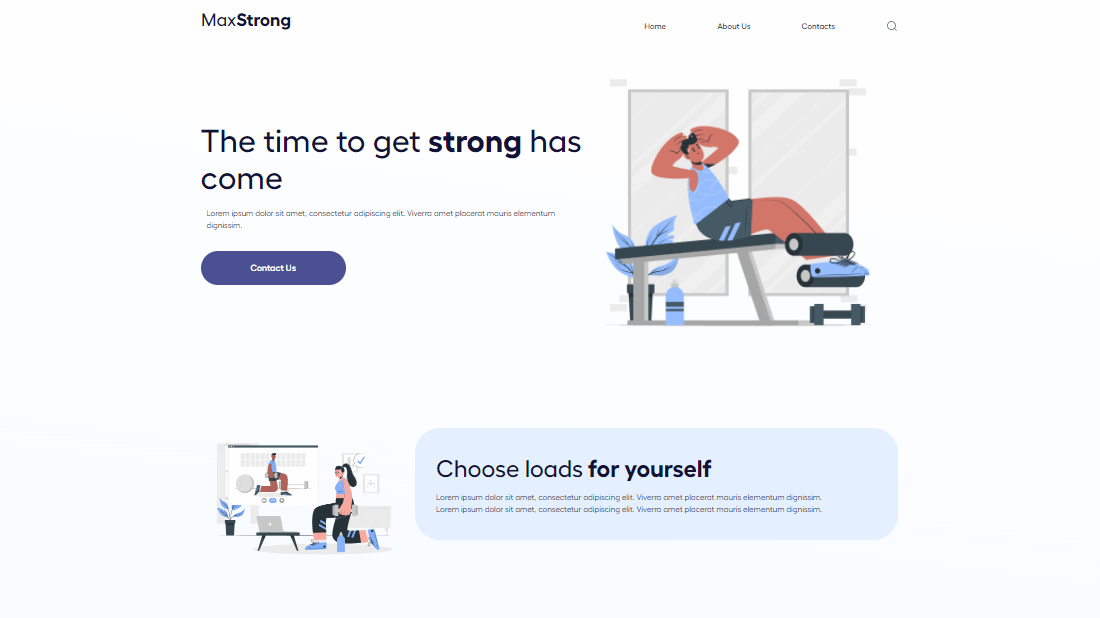 MaxStrong
Home
About Us
Contacts
The time to get strong has
come
Lorem ipsum dolor sit amet, consectetur adipiscing elit. Viverra amet placerat mauris elementum
dignissim.
Contact Us
Choose loads for yourself
Lorem ipsum dolor sit amet, consectetur adipiscing elit. Viverra amet placerat mauris elementum dignissim.
Lorem ipsum dolor sit amet, consectetur adipiscing elit. Viverra amet placerat mauris elementum dignissim.